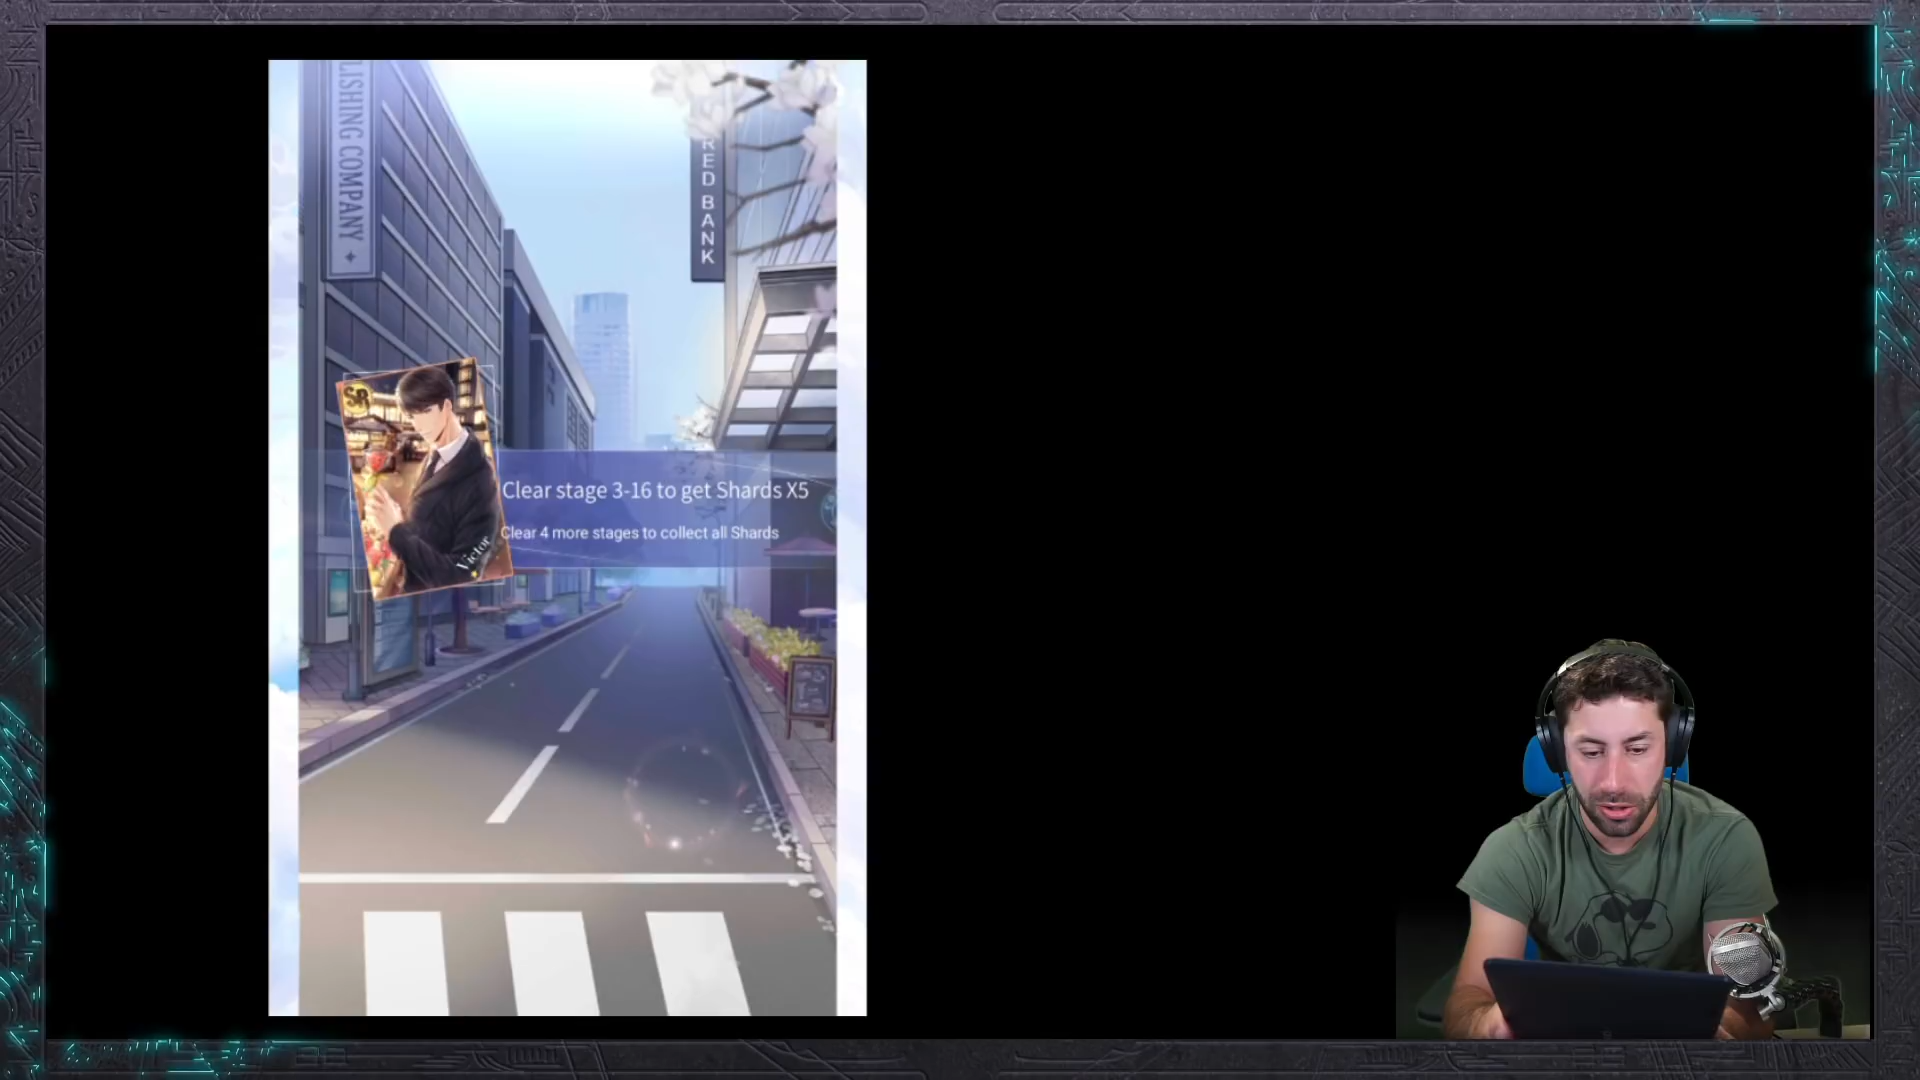 LISHING COMPANY
RED BANK
SR
Victor
Clear stage 3-16 to get Shards X5
Clear 4 more stages to collect all Shards